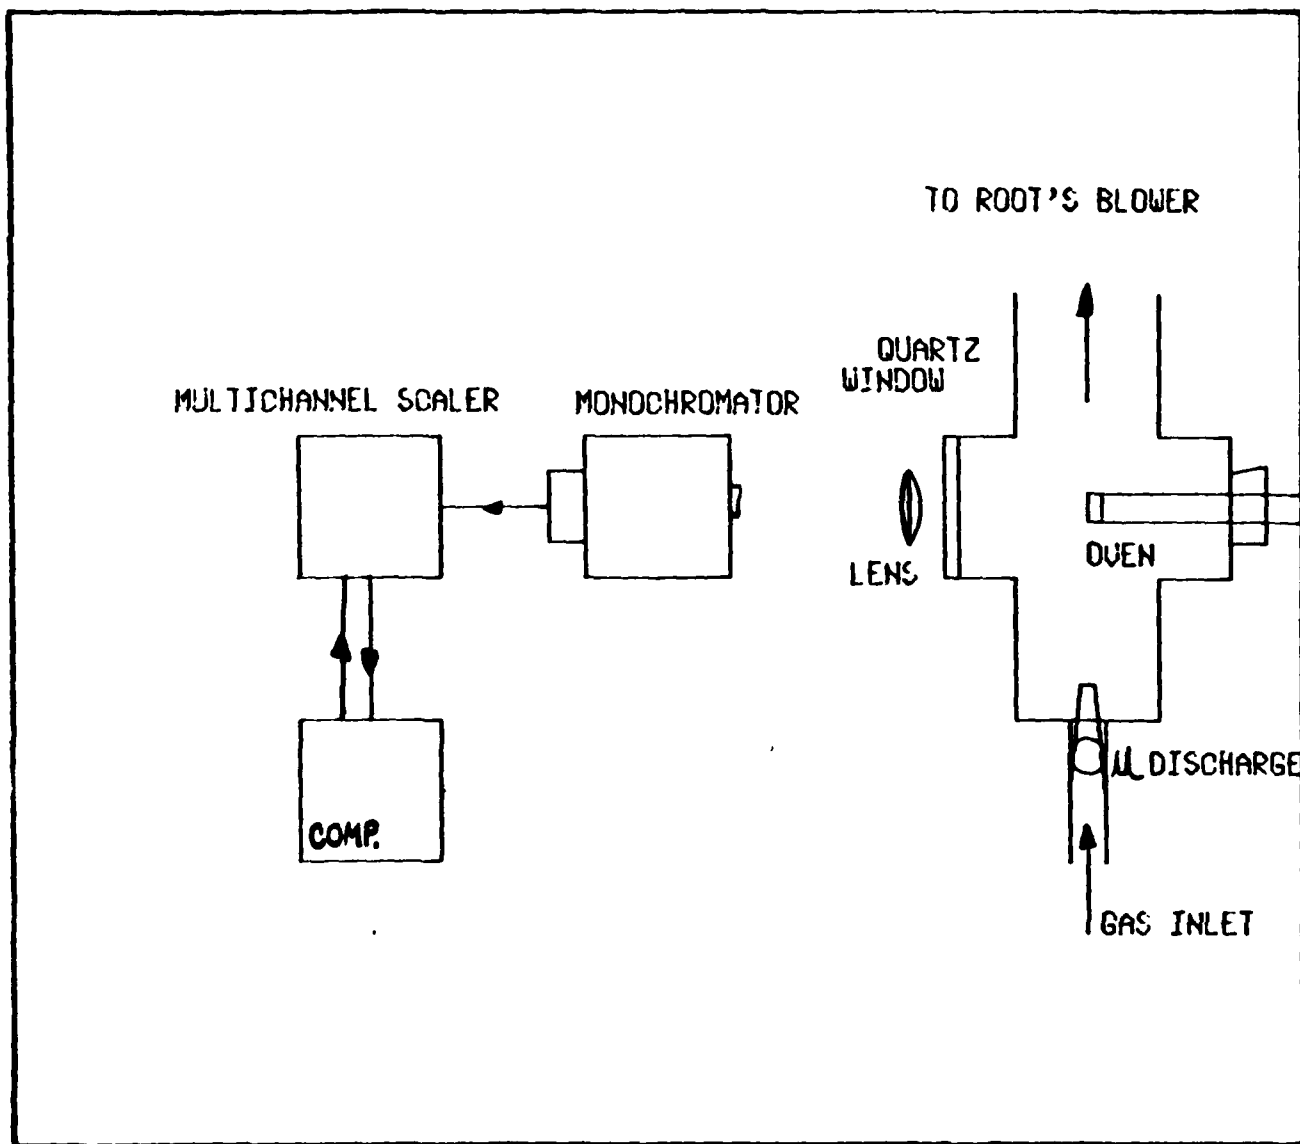 TO ROOT'S BLOWER
QUARTZ
WINDOW
MULTICHANNEL SCALER
MONOCHROMATOR
LENS
OVEN
μ DISCHARGE
COMP.
GAS INLET